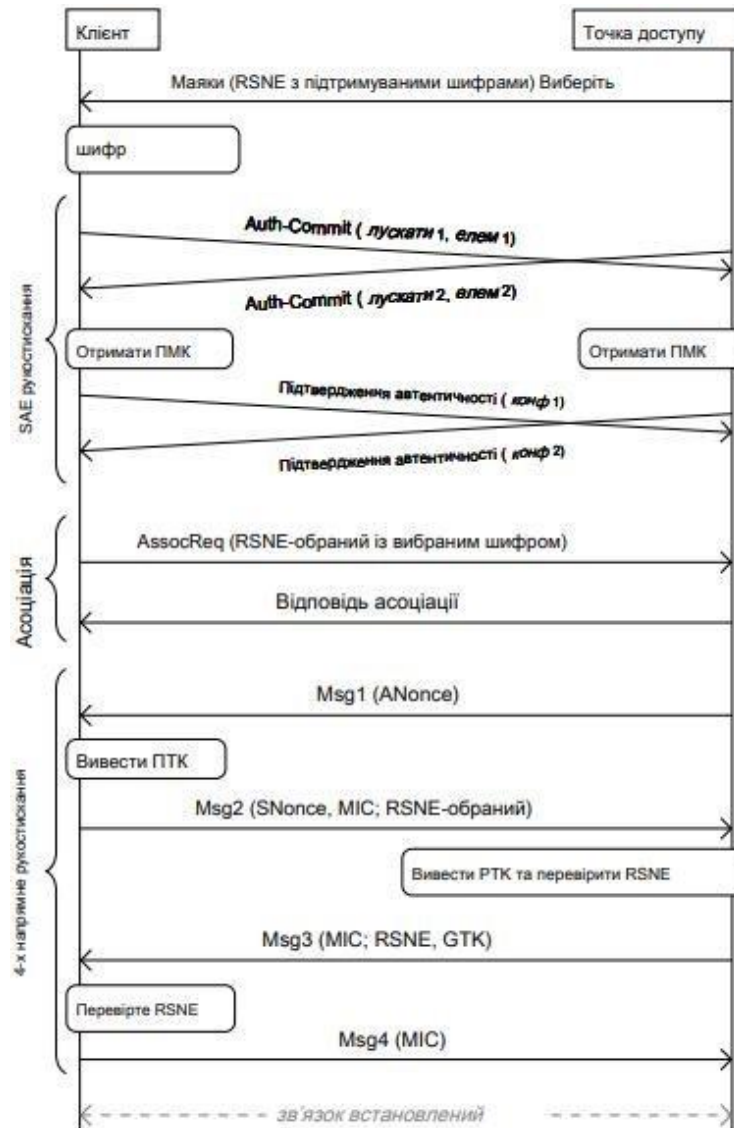 Клієнт
Точка доступу
Маяки (RSNE з підтримуваними шифрами) Виберіть
шифр
SAE рукостискання
Auth-Commit ( лускати 1, елем 1)
Auth-Commit ( лускати 2, елем 2)
Отримати ПМК
Отримати ПМК
Підтвердження автентичності ( конф 1)
Підтвердження автентичності ( конф 2)
Асоціація
AssocReq (RSNE-обраний із вибраним шифром)
Відповідь асоціації
4-х напрямне рукостискання
Msg1 (ANonce)
Вивести ПТК
Msg2 (SNonce, MIC; RSNE-обраний)
Вивести РТК та перевірити RSNE
Msg3 (MIC; RSNE, GTK)
Перевірте RSNE
Msg4 (MIC)
зв'язок встановлений